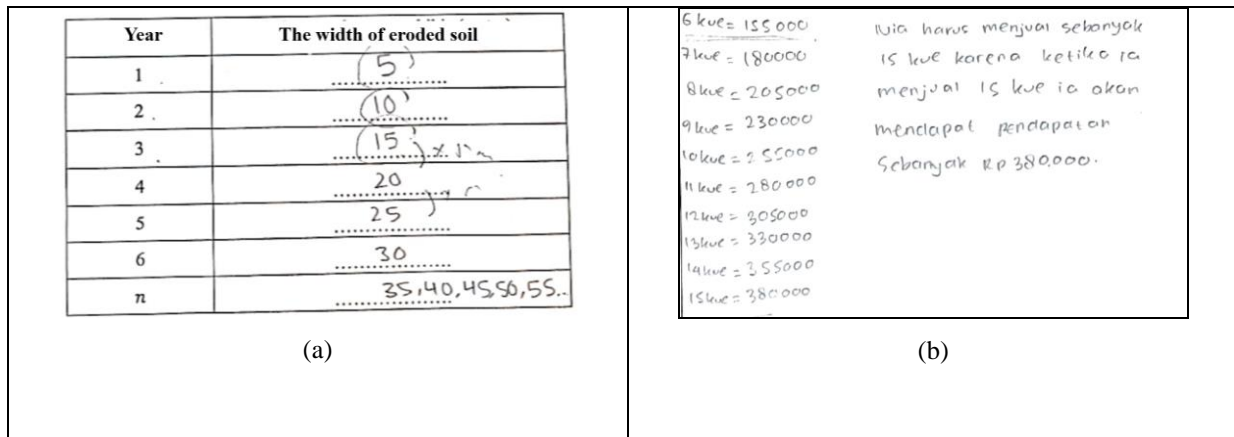 Year The width of eroded soil
1 5
2 10
3 15
4 20
5 25
6 30
n 35,40,45,50,55..
(a)
6 kue = 155000
7 kue = 180000
8 kue = 205000
9 kue = 230000
10 kue = 255000
11 kue = 280000
12 kue = 305000
13 kue = 330000
14 kue = 355000
15 kue = 380000
Nia harus menjual sebanyak
15 kue karena ketika ia
menjual 15 kue ia akan
mendapat pendapatan
Sebanyak Rp 380.000.
(b)